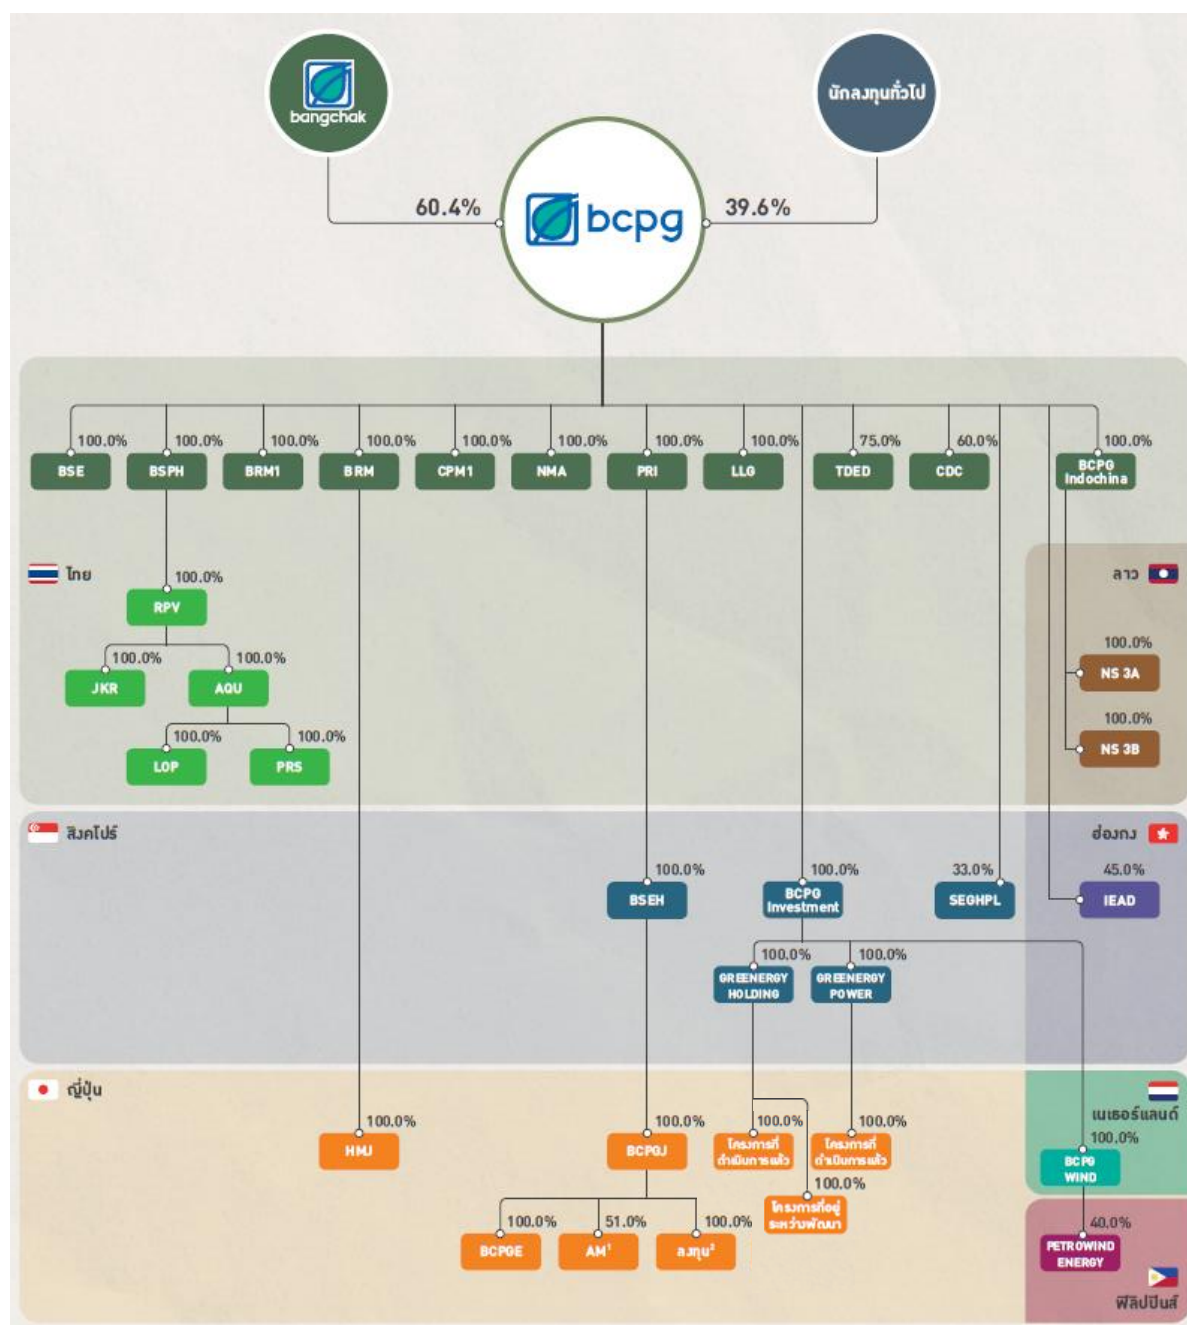 bangchak
นักลงทุนทั่วไป
60.4%
bcpg
39.6%
100.0% 100.0% 100.0% 100.0% 100.0% 100.0% 100.0% 100.0% 75.0% 60.0% 100.0%
BSE BSPH BRM1 BRM CPM1 NMA PRI LLG TDED CDC BCPG
Indochina
ไทย
100.0%
RPV
100.0% 100.0%
JKR AQU
100.0% 100.0%
LOP PRS
ลาว
100.0%
NS 3A
100.0%
NS 3B
สิงคโปร์
ฮ่องกง
100.0% 100.0% 33.0% 45.0%
BSEH BCPG
Investment SEGHPL IEAD
100.0% 100.0%
GREENERGY
HOLDING
GREENERGY
POWER
ญี่ปุ่น
เนเธอร์แลนด์
100.0% 100.0% 100.0% 100.0% 100.0%
HMJ BCPGJ
โครงการที่
ดำเนินการแล้ว
โครงการที่
ดำเนินการแล้ว
BCPG
WIND
100.0%
โครงการที่อยู่
ระหว่างพัฒนา
100.0% 51.0% 100.0%
BCPGE AM¹ ลงทุน²
40.0%
PETROWIND
ENERGY
ฟิลิปปินส์